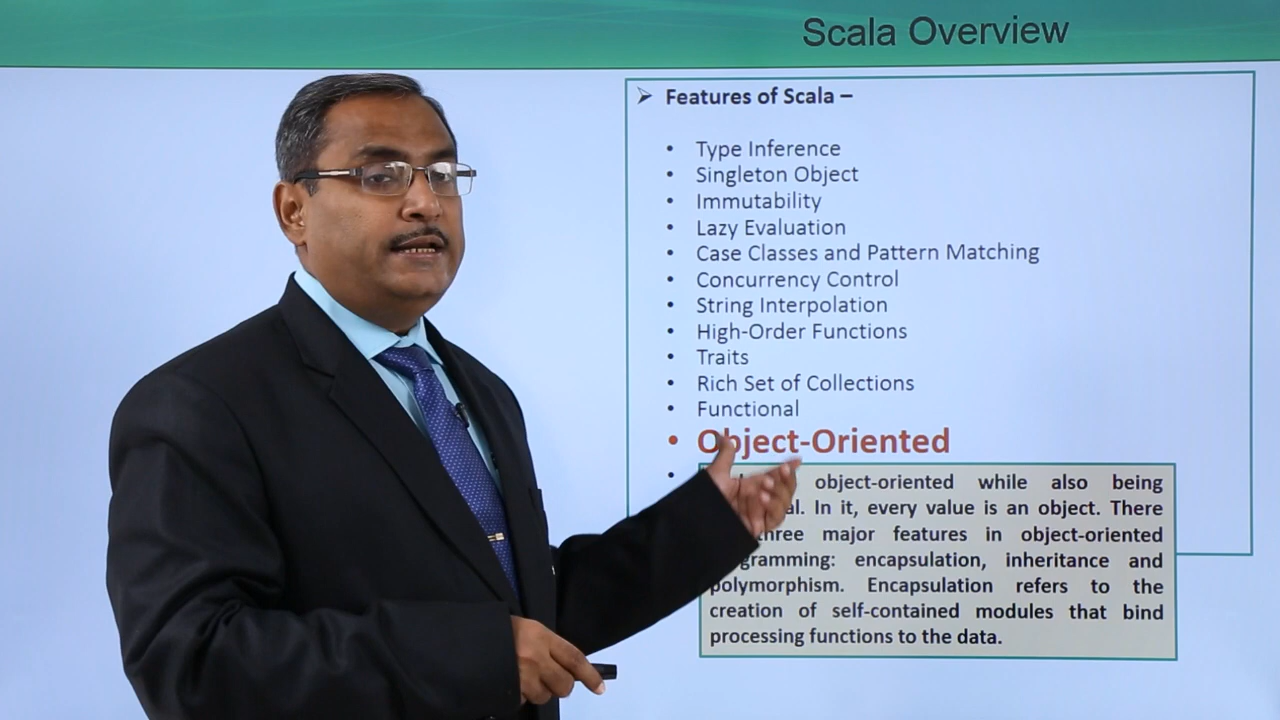 Scala Overview
➤ Features of Scala –
• Type Inference
• Singleton Object
• Immutability
• Lazy Evaluation
• Case Classes and Pattern Matching
• Concurrency Control
• String Interpolation
• High-Order Functions
• Traits
• Rich Set of Collections
• Functional
• Object-Oriented
•
object-oriented while also being
In it, every value is an object. There
three major features in object-oriented
encapsulation, inheritance and
polymorphism. Encapsulation refers to the
creation of self-contained modules that bind
processing functions to the data.